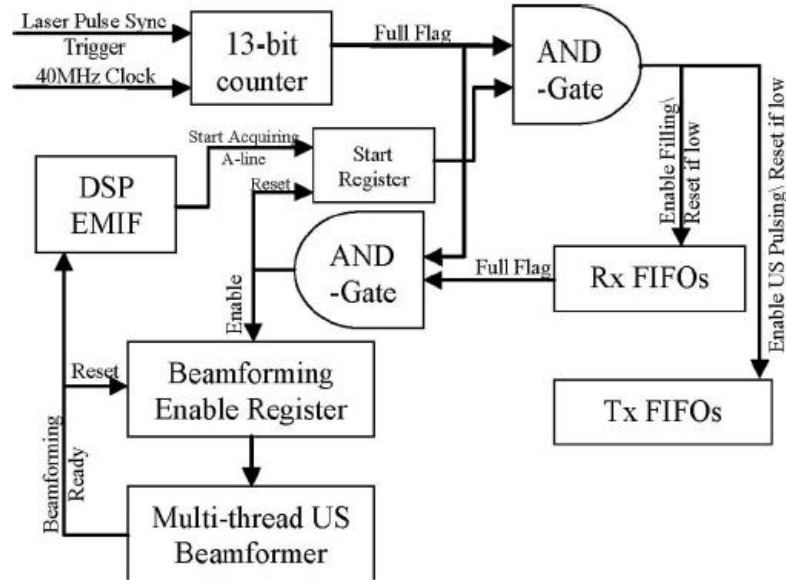 Laser Pulse Sync
Trigger
40MHz Clock
13-bit
counter
Full Flag
AND
-Gate
Start Acquiring
A-line
Start
Register
Reset
DSP
EMIF
Enable Filling\
Reset if low
Enable US Pulsing\ Reset if low
AND
-Gate
Full Flag
Rx FIFOs
Enable
Reset
Beamforming
Enable Register
Tx FIFOs
Beamforming
Ready
Multi-thread US
Beamformer